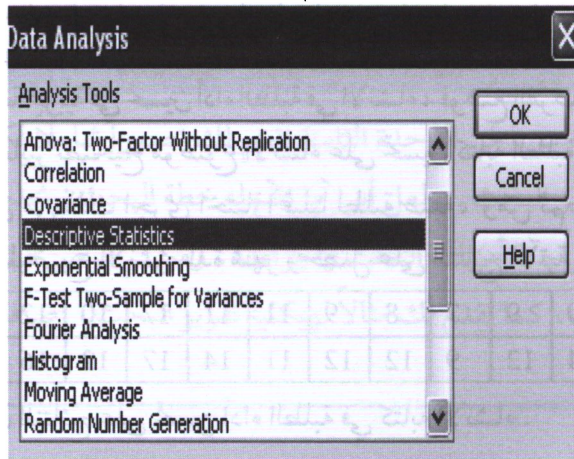 Data Analysis
Analysis Tools
Anova: Two-Factor Without Replication
Correlation
Covariance
Descriptive Statistics
Exponential Smoothing
F-Test Two-Sample for Variances
Fourier Analysis
Histogram
Moving Average
Random Number Generation
OK
Cancel
Help